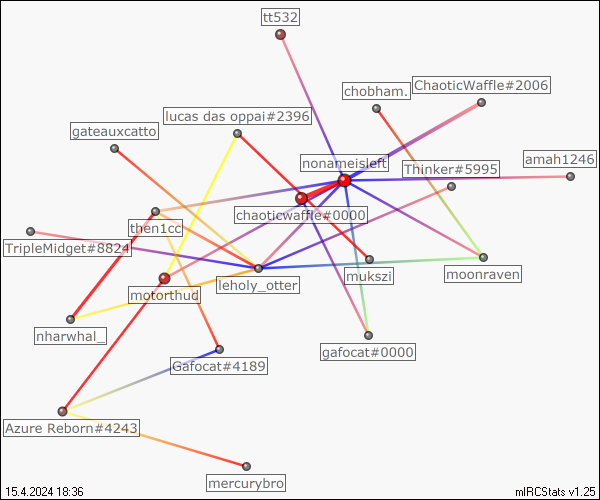 tt532
ChaoticWaffle#2006
chobham.
lucas das oppai#2396
gateauxcatto
nonameisleft
amah1246
Thinker#5995
chaoticwaffle#0000
then1cc
TripleMidget#8824
mukszi
moonraven
leholy_otter
motorthud
nharwhal_
gafocat#0000
Gafocat#4189
Azure Reborn#4243
mercurybro
15.4.2024 18:36
mIRCStats v1.25